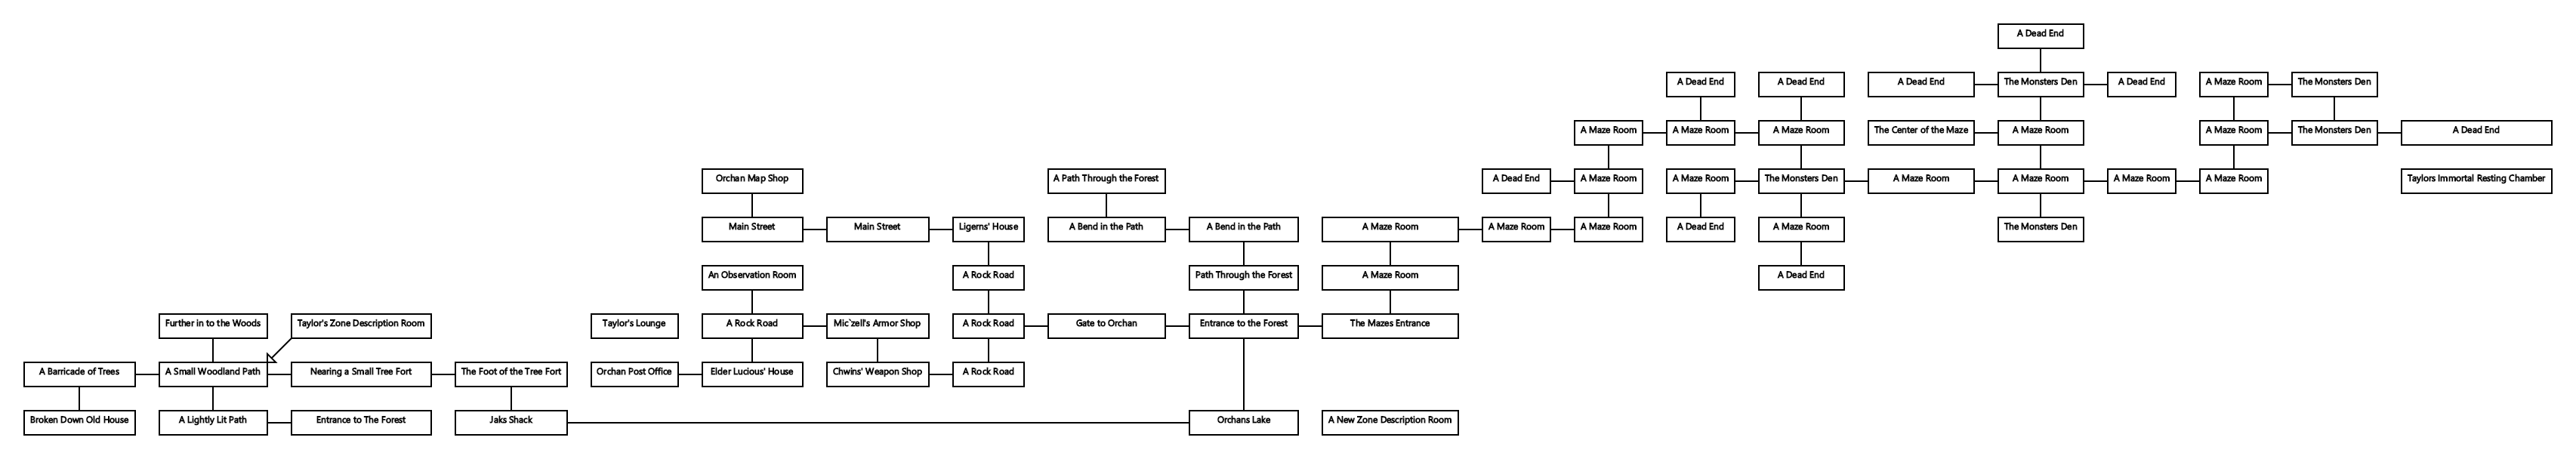 A Dead End
A Dead End
A Dead End
A Dead End
The Monsters Den
A Dead End
A Maze Room
The Monsters Den
A Maze Room
A Maze Room
A Maze Room
The Center of the Maze
A Maze Room
A Maze Room
The Monsters Den
A Dead End
Orchan Map Shop
A Path Through the Forest
A Dead End
A Maze Room
A Maze Room
The Monsters Den
A Maze Room
A Maze Room
A Maze Room
A Maze Room
Taylors Immortal Resting Chamber
Main Street
Main Street
Ligerns' House
A Bend in the Path
A Bend in the Path
A Maze Room
A Maze Room
A Maze Room
A Dead End
A Maze Room
The Monsters Den
An Observation Room
A Rock Road
Path Through the Forest
A Maze Room
A Dead End
Further in to the Woods
Taylor's Zone Description Room
Taylor's Lounge
A Rock Road
Mic`zell's Armor Shop
A Rock Road
Gate to Orchan
Entrance to the Forest
The Mazes Entrance
A Barricade of Trees
A Small Woodland Path
Nearing a Small Tree Fort
The Foot of the Tree Fort
Orchan Post Office
Elder Lucious' House
Chwins' Weapon Shop
A Rock Road
Broken Down Old House
A Lightly Lit Path
Entrance to The Forest
Jaks Shack
Orchans Lake
A New Zone Description Room